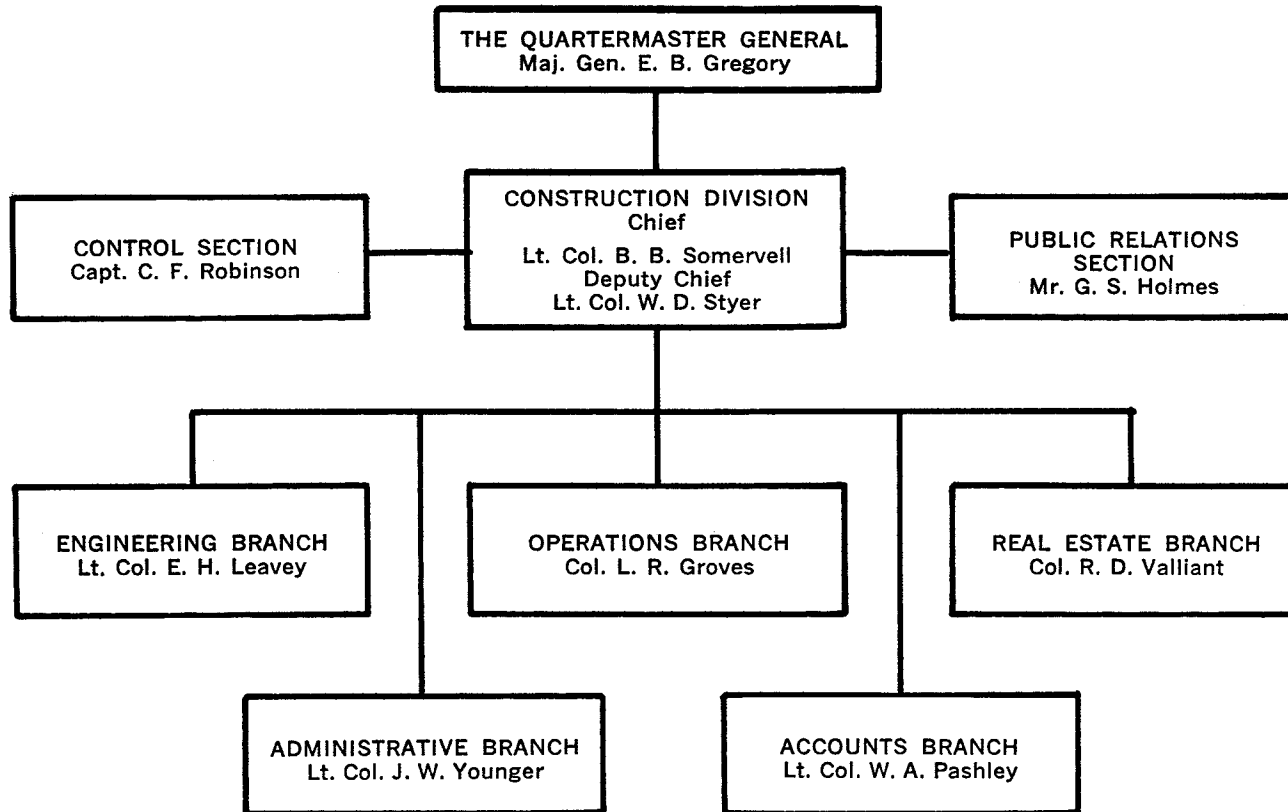 THE QUARTERMASTER GENERAL
Maj. Gen. E. B. Gregory
CONTROL SECTION
Capt. C. F. Robinson
CONSTRUCTION DIVISION
Chief
Lt. Col. B. B. Somervell
Deputy Chief
Lt. Col. W. D. Styer
PUBLIC RELATIONS
SECTION
Mr. G. S. Holmes
ENGINEERING BRANCH
Lt. Col. E. H. Leavey
OPERATIONS BRANCH
Col. L. R. Groves
REAL ESTATE BRANCH
Col. R. D. Valliant
ADMINISTRATIVE BRANCH
Lt. Col. J. W. Younger
ACCOUNTS BRANCH
Lt. Col. W. A. Pashley